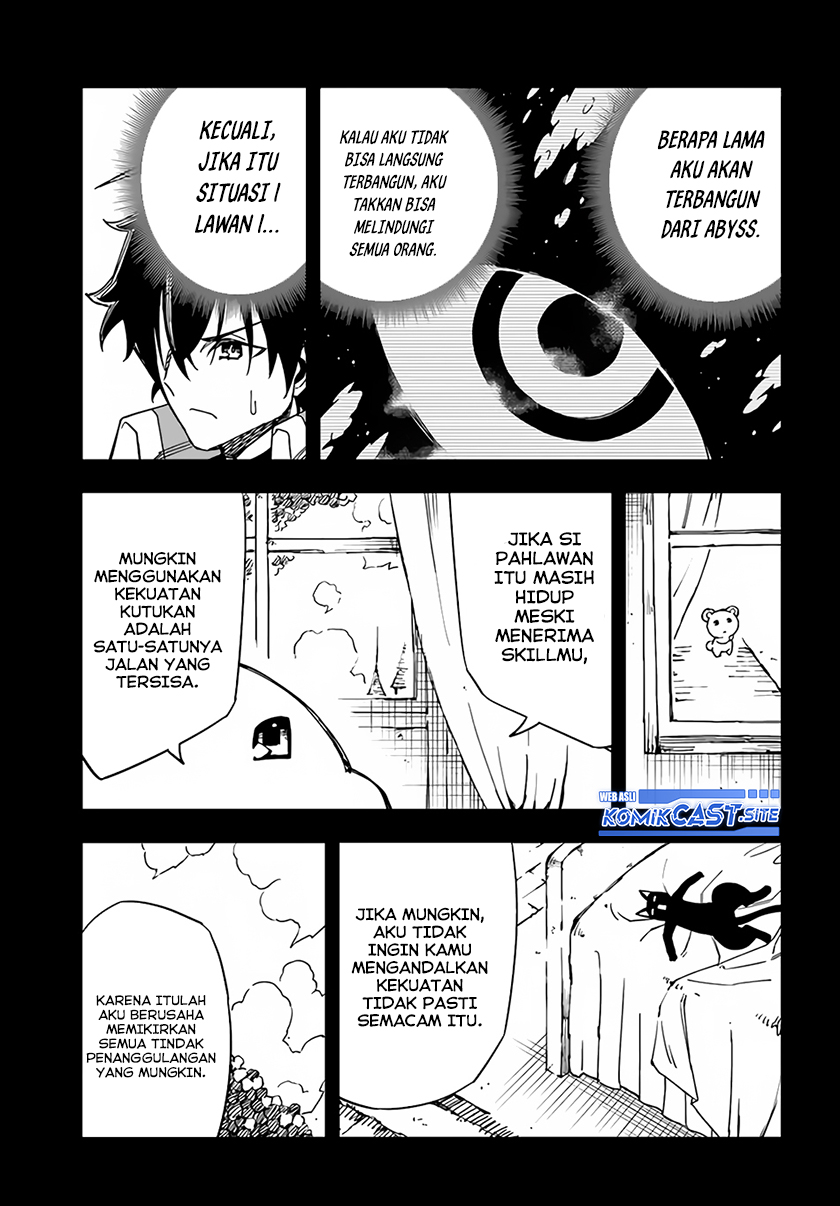 BERAPA LAMA
AKU AKAN
TERBANGUN
DARI ABYSS.
KALAU AKU TIDAK
BISA LANGSUNG
TERBANGUN, AKU
TAKKAN BISA
MELINDUNGI
SEMUA ORANG.
KECUALI,
JIKA ITU
SITUASI 1
LAWAN 1...
JIKA SI
PAHLAWAN
ITU MASIH
HIDUP
MESKI
MENERIMA
SKILLMU,
MUNGKIN
MENGGUNAKAN
KEKUATAN
KUTUKAN
ADALAH
SATU-SATUNYA
JALAN YANG
TERSISA.
WEB ASLI
KOMIKCAST.SITE
JIKA MUNGKIN,
AKU TIDAK
INGIN KAMU
MENGANDALKAN
KEKUATAN
TIDAK PASTI
SEMACAM ITU.
KARENA ITULAH
AKU BERUSAHA
MEMIKIRKAN
SEMUA TINDAK
PENANGGULANGAN
YANG MUNGKIN.